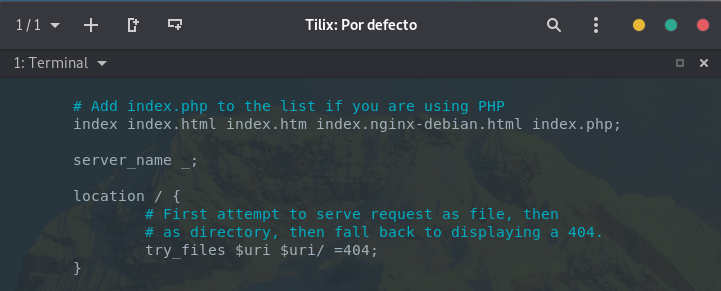 1 / 1
Tilix: Por defecto
1: Terminal
# Add index.php to the list if you are using PHP
index index.html index.htm index.nginx-debian.html index.php;
server_name _;
location / {
# First attempt to serve request as file, then
# as directory, then fall back to displaying a 404.
try_files $uri $uri/ =404;
}